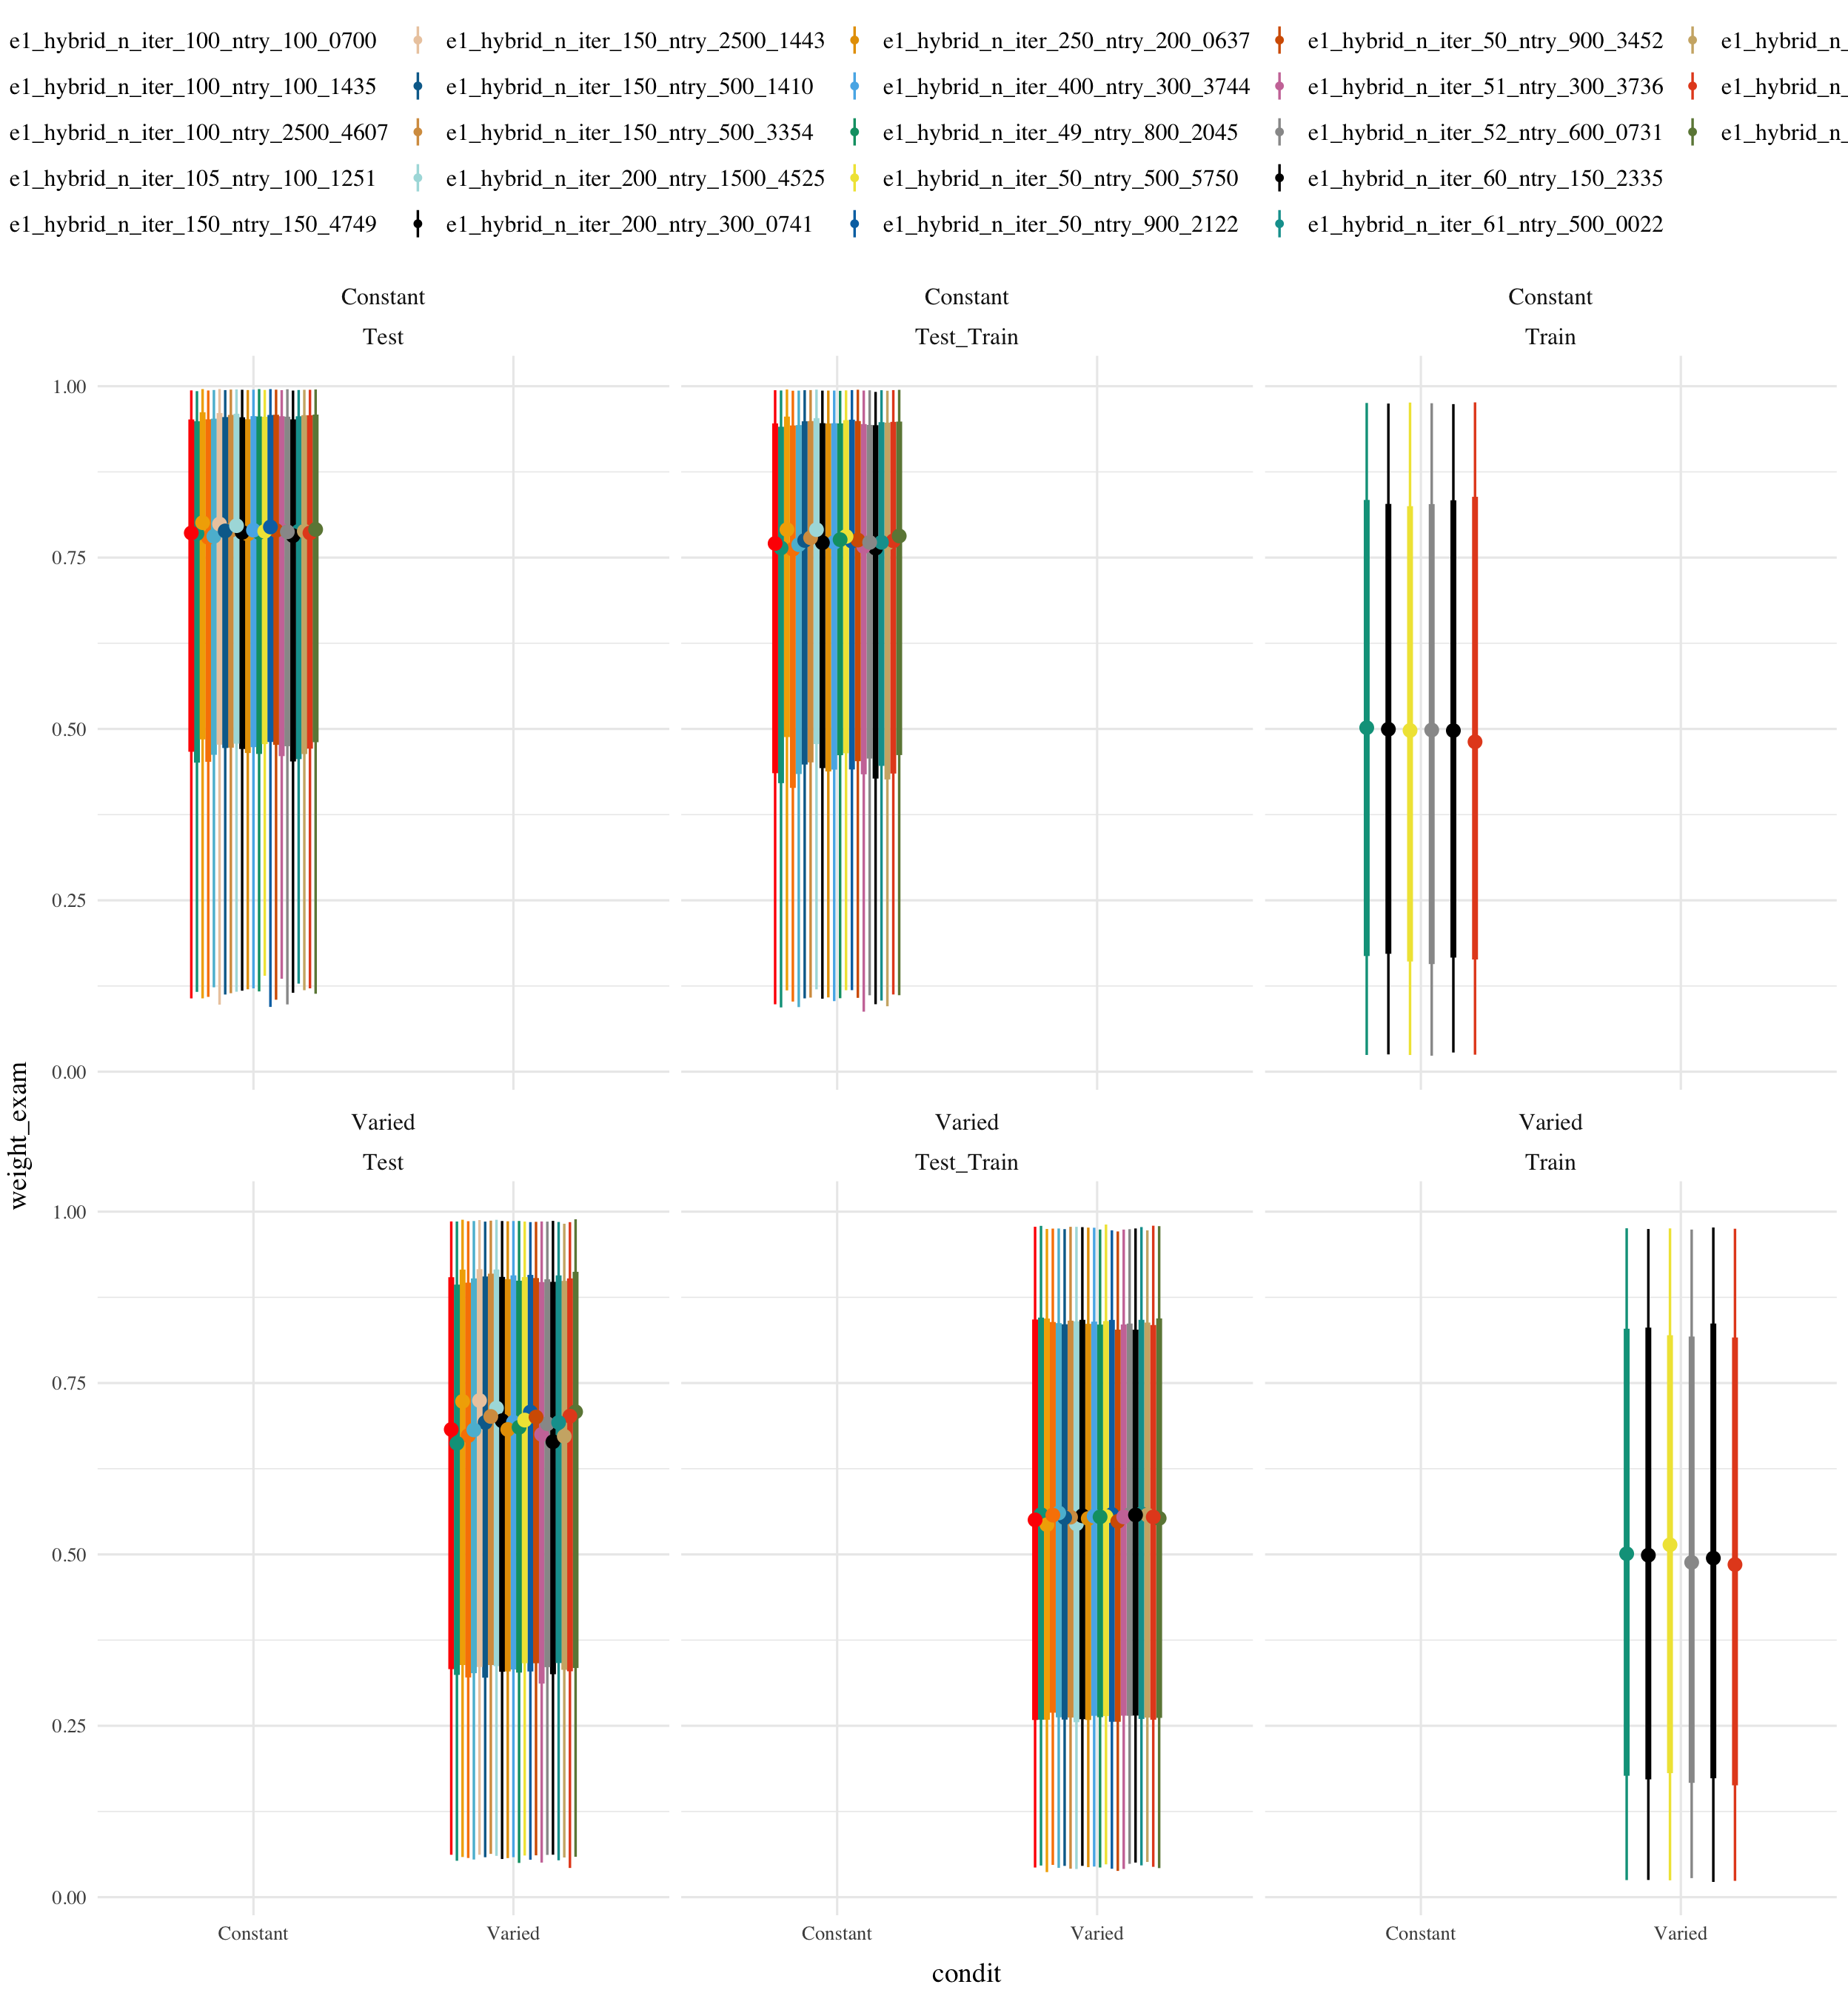 e1_hybrid_n_iter_100_ntry_100_0700 e1_hybrid_n_iter_150_ntry_2500_1443 e1_hybrid_n_iter_250_ntry_200_0637 e1_hybrid_n_iter_50_ntry_900_3452 e1_hybrid_n_
e1_hybrid_n_iter_100_ntry_100_1435 e1_hybrid_n_iter_150_ntry_500_1410 e1_hybrid_n_iter_400_ntry_300_3744 e1_hybrid_n_iter_51_ntry_300_3736 e1_hybrid_n_
e1_hybrid_n_iter_100_ntry_2500_4607 e1_hybrid_n_iter_150_ntry_500_3354 e1_hybrid_n_iter_49_ntry_800_2045 e1_hybrid_n_iter_52_ntry_600_0731 e1_hybrid_n_
e1_hybrid_n_iter_105_ntry_100_1251 e1_hybrid_n_iter_200_ntry_1500_4525 e1_hybrid_n_iter_50_ntry_500_5750 e1_hybrid_n_iter_60_ntry_150_2335
e1_hybrid_n_iter_150_ntry_150_4749 e1_hybrid_n_iter_200_ntry_300_0741 e1_hybrid_n_iter_50_ntry_900_2122 e1_hybrid_n_iter_61_ntry_500_0022
Constant Constant Constant
Test Test_Train Train
1.00
0.75
0.50
0.25
0.00
weight_exam
Varied Varied Varied
Test Test_Train Train
1.00
0.75
0.50
0.25
0.00
Constant Varied Constant Varied Constant Varied
condit